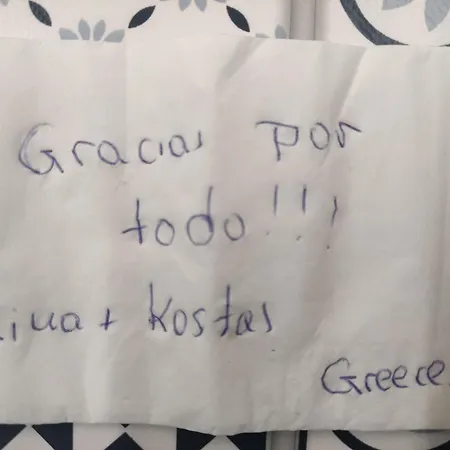 Gracias por
todo!!!
+ Kostas
Greece